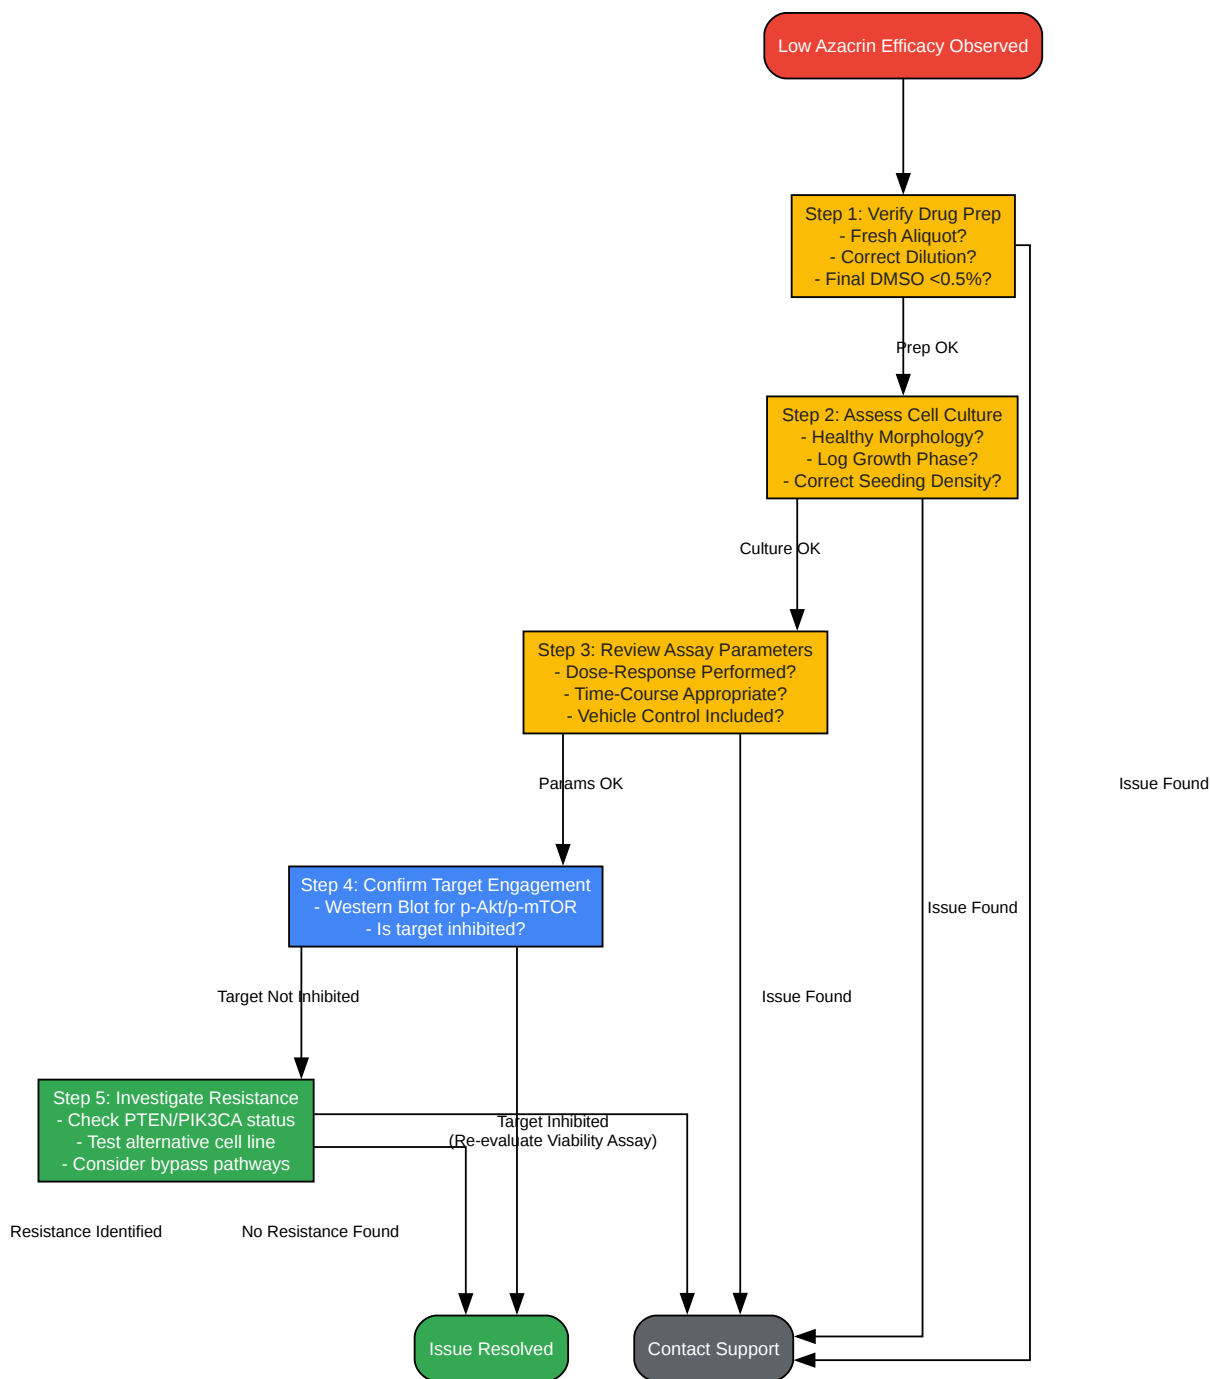 Low Azacrin Efficacy Observed
Step 1: Verify Drug Prep
- Fresh Aliquot?
- Correct Dilution?
- Final DMSO <0.5%?
Prep OK
Step 2: Assess Cell Culture
- Healthy Morphology?
- Log Growth Phase?
- Correct Seeding Density?
Culture OK
Step 3: Review Assay Parameters
- Dose-Response Performed?
- Time-Course Appropriate?
- Vehicle Control Included?
Params OK
Issue Found
Step 4: Confirm Target Engagement
- Western Blot for p-Akt/p-mTOR
- Is target inhibited?
Issue Found
Target Not Inhibited
Issue Found
Step 5: Investigate Resistance
- Check PTEN/PIK3CA status
- Test alternative cell line
- Consider bypass pathways
Target Inhibited
(Re-evaluate Viability Assay)
Resistance Identified
No Resistance Found
Issue Resolved
Contact Support